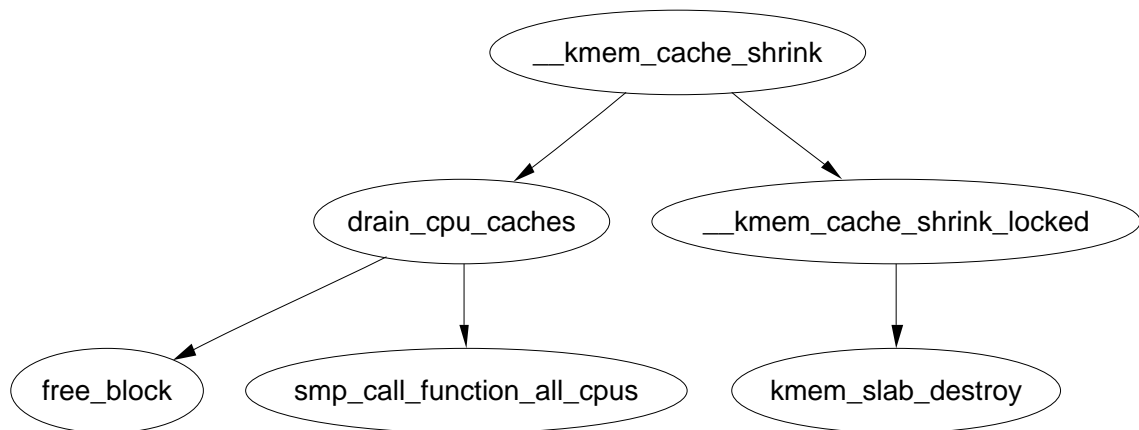 __kmem_cache_shrink
drain_cpu_caches
__kmem_cache_shrink_locked
free_block
smp_call_function_all_cpus
kmem_slab_destroy